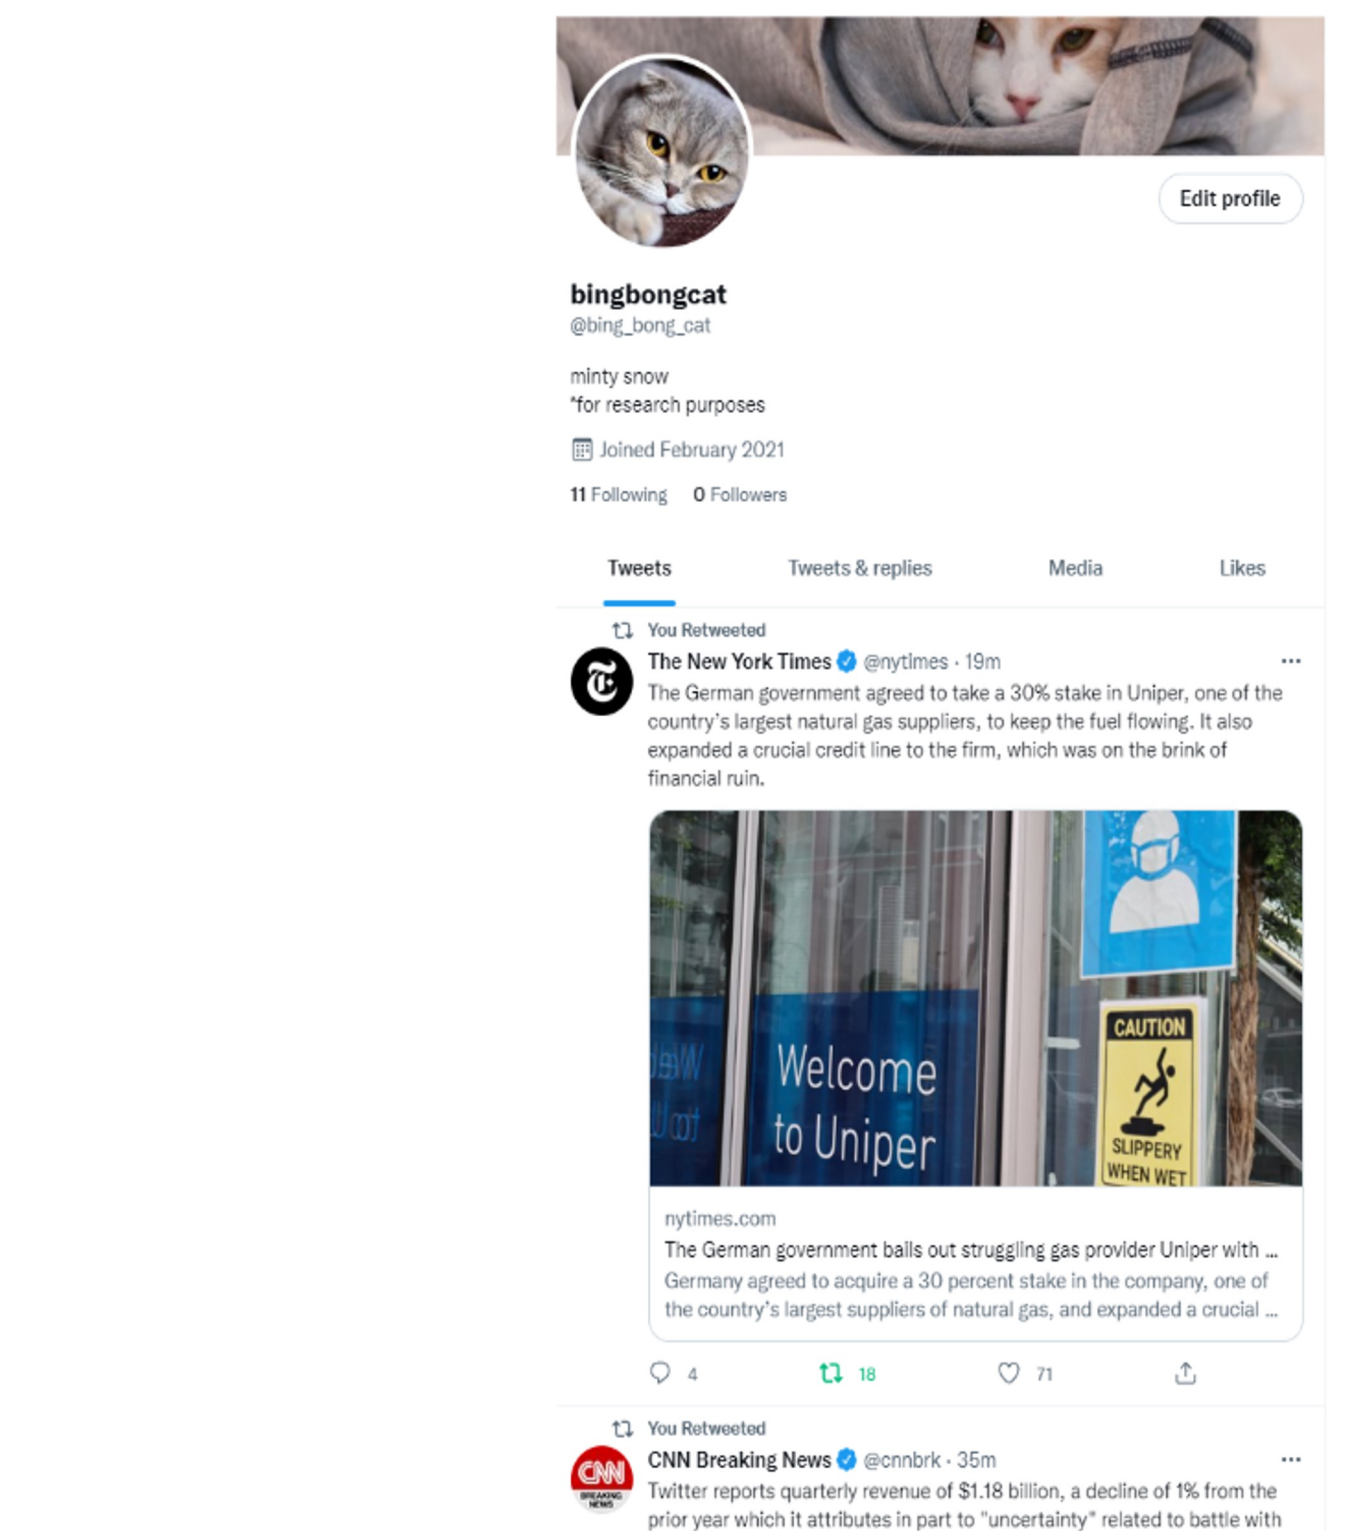 Edit profile
bingbongcat
@bing_bong_cat
minty snow
*for research purposes
Joined February 2021
11 Following 0 Followers
Tweets Tweets & replies Media Likes
You Retweeted
The New York Times @nytimes · 19m
The German government agreed to take a 30% stake in Uniper, one of the
country’s largest natural gas suppliers, to keep the fuel flowing. It also
expanded a crucial credit line to the firm, which was on the brink of
financial ruin.
Welcome
to Uniper
CAUTION
SLIPPERY
WHEN WET
nytimes.com
The German government bails out struggling gas provider Uniper with ...
Germany agreed to acquire a 30 percent stake in the company, one of
the country’s largest suppliers of natural gas, and expanded a crucial ...
4 18 71
You Retweeted
CNN Breaking News @cnnbrk · 35m
CNN
BREAKING
NEWS
Twitter reports quarterly revenue of $1.18 billion, a decline of 1% from the
prior year which it attributes in part to "uncertainty" related to battle with